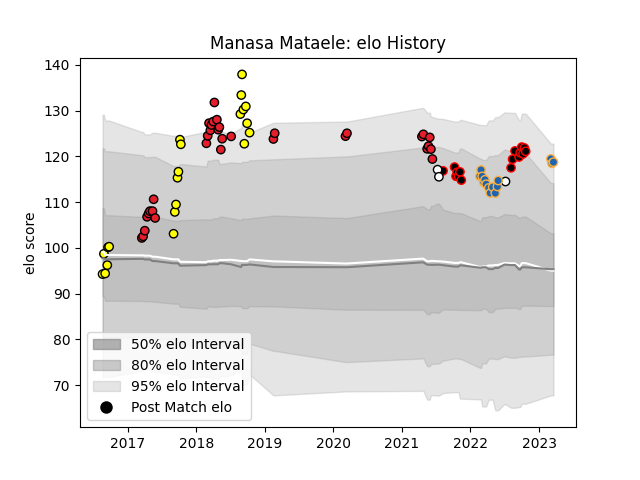 Manasa Mataele: elo History
elo score
140
130
120
110
100
90
80
70
50% elo Interval
80% elo Interval
95% elo Interval
Post Match elo
2017 2018 2019 2020 2021 2022 2023